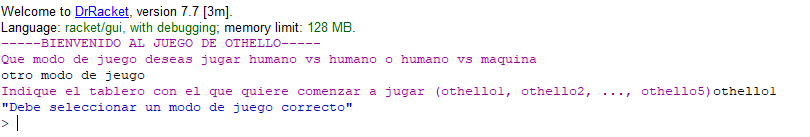 Welcome to DrRacket, version 7.7 [3m].
Language: racket/gui, with debugging; memory limit: 128 MB.
-----BIENVENIDO AL JUEGO DE OTHELLO-----
Que modo de juego deseas jugar humano vs humano o humano vs maquina
otro modo de jeugo
Indique el tablero con el que quiere comenzar a jugar (othello1, othello2, ..., othello5)othello1
"Debe seleccionar un modo de juego correcto"
>